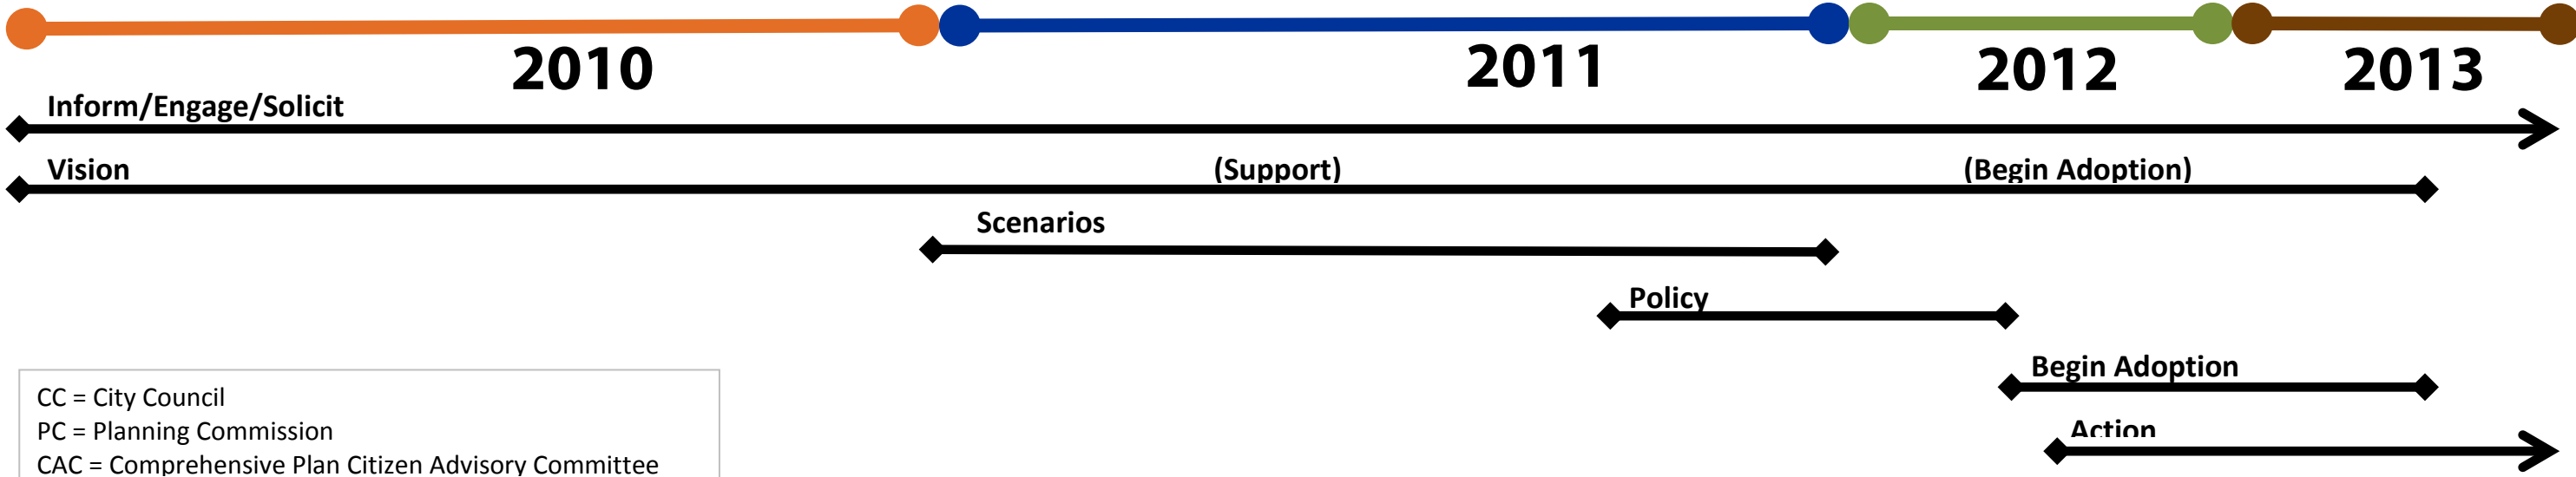 2010 2011 2012 2013
Inform/Engage/Solicit
Vision (Support) (Begin Adoption)
Scenarios
Policy
Begin Adoption
Action
CC = City Council
PC = Planning Commission
CAC = Comprehensive Plan Citizen Advisory Committee